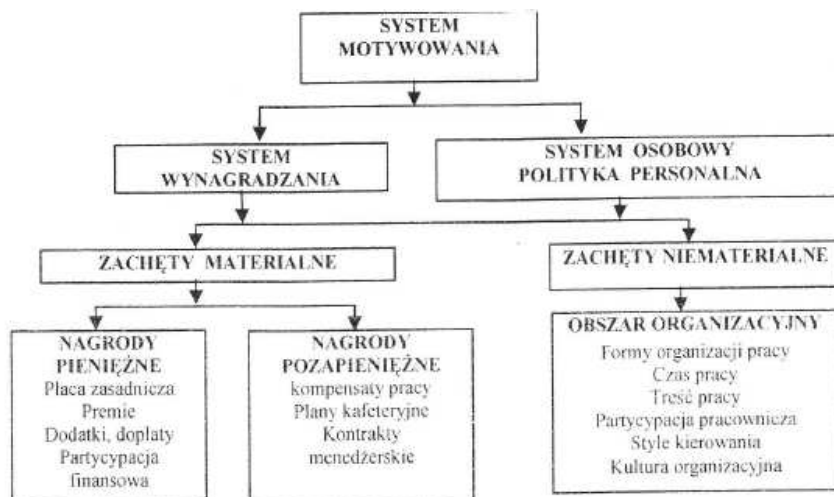 SYSTEM
MOTYWOWANIA
SYSTEM
WYNAGRADZANIA
SYSTEM OSOBOWY
POLITYKA PERSONALNA
ZACHĘTY MATERIALNE
ZACHĘTY NIEMATERIALNE
NAGRODY
PIENIĘŻNE
Płaca zasadnicza
Premie
Dodatki, dopłaty
Partycypacja
finansowa
NAGRODY
POZAPIENIĘŻNE
kompensaty pracy
Plany kafeteryjne
Kontrakty
menedżerskie
OBSZAR ORGANIZACYJNY
Formy organizacji pracy
Czas pracy
Treść pracy
Partycypacja pracownicza
Style kierowania
Kultura organizacyjna